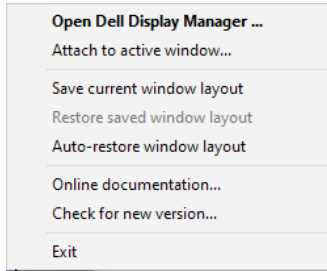 Open Dell Display Manager ...
Attach to active window...
Save current window layout
Restore saved window layout
Auto-restore window layout
Online documentation...
Check for new version...
Exit